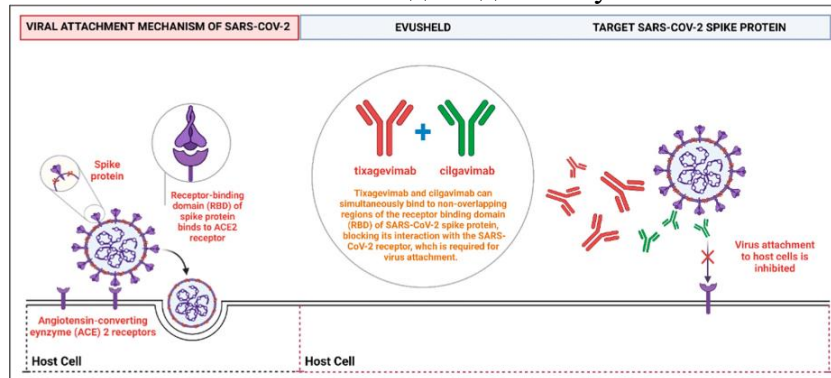 VIRAL ATTACHMENT MECHANISM OF SARS-COV-2
EVUSHELD
TARGET SARS-COV-2 SPIKE PROTEIN
Spike
protein
Receptor-binding
domain (RBD) of
spike protein
binds to ACE2
receptor
Angiotensin-converting
eynzyme (ACE) 2 receptors
Host Cell
+
tixagevimab
cilgavimab
Tixagevimab and cilgavimab can
simultaneously bind to non-overlapping
regions of the receptor binding domain
(RBD) of SARS-CoV-2 spike protein,
blocking its interaction with the SARS-
CoV-2 receptor, whch is required for
virus attachment.
Virus attachment
to host cells is
inhibited
Host Cell